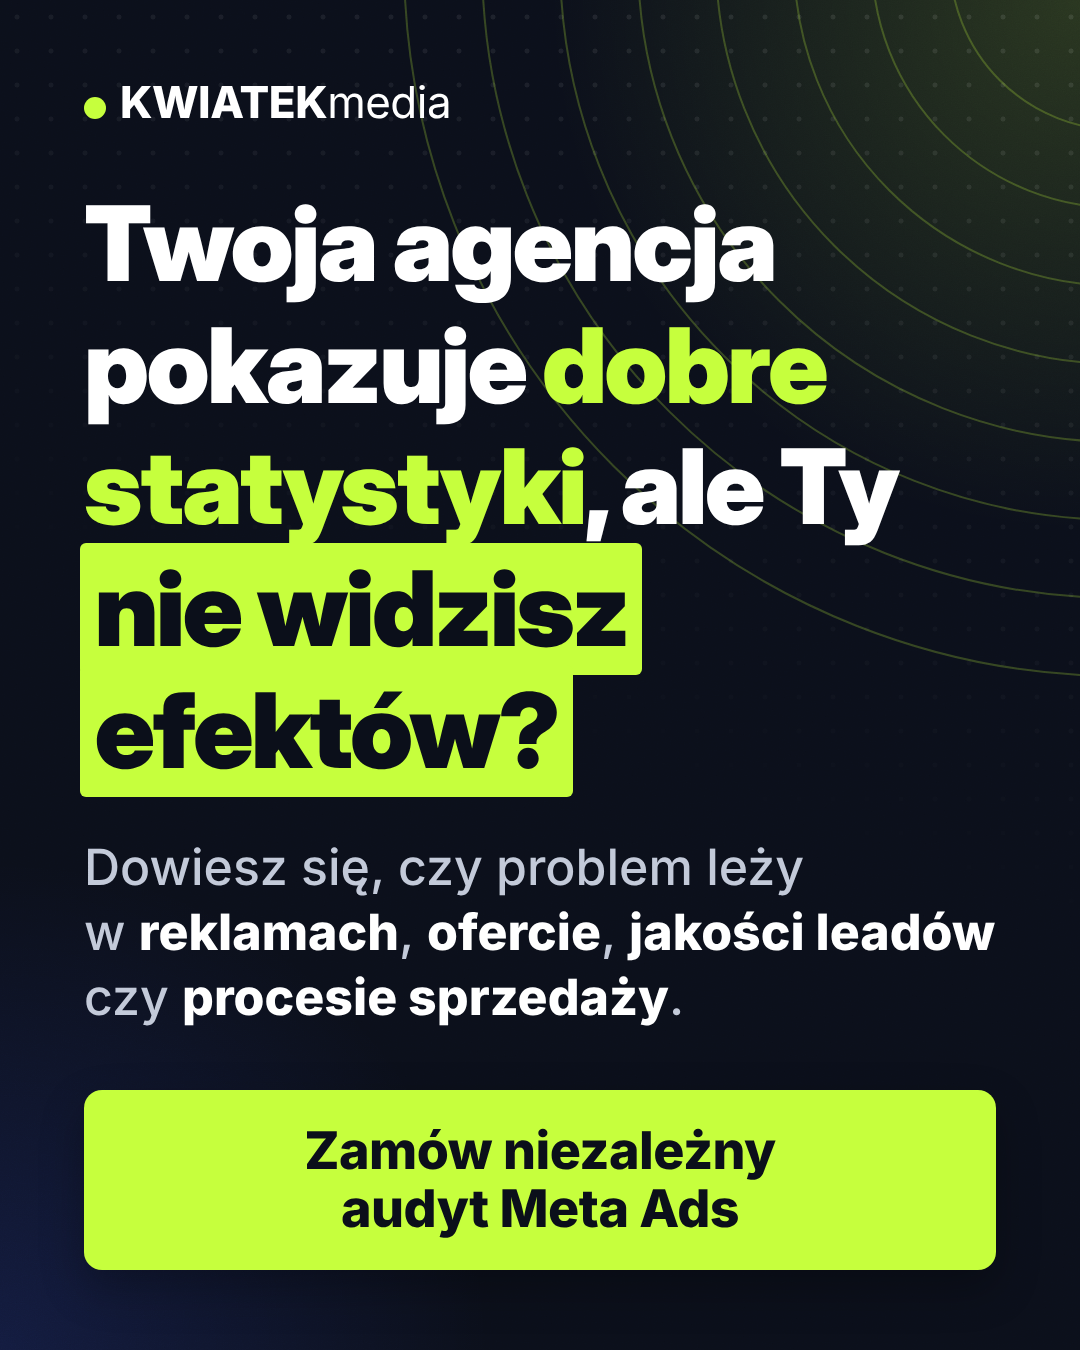 KWIATEKmedia
Twoja agencja
pokazuje dobre
statystyki, ale Ty
nie widzisz
efektów?
Dowiesz się, czy problem leży
w reklamach, ofercie, jakości leadów
czy procesie sprzedaży.
Zamów niezależny
audyt Meta Ads